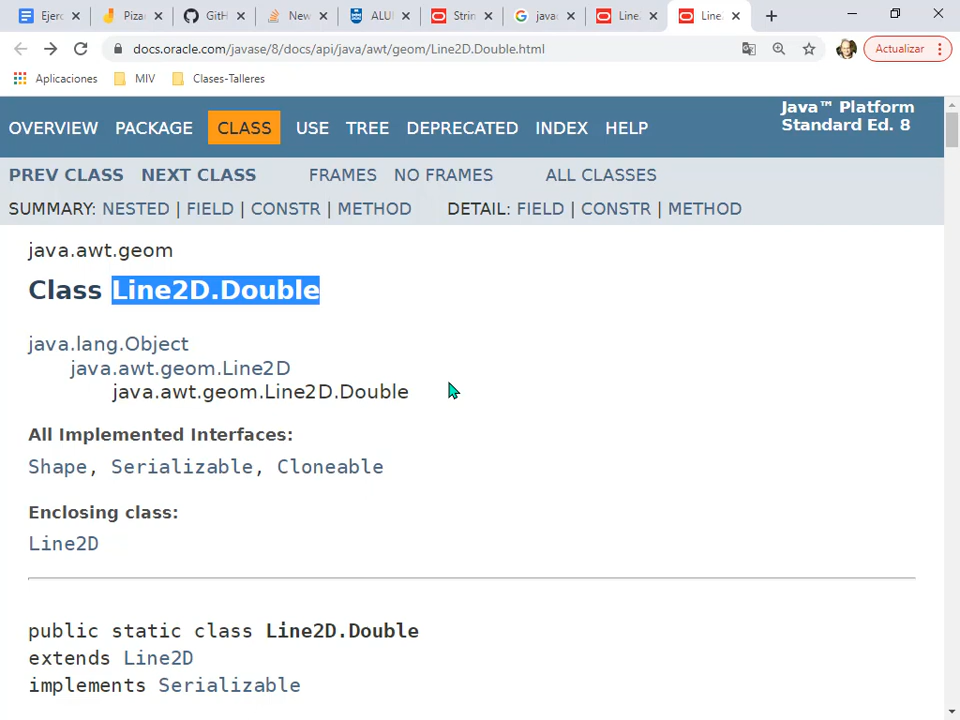 Ejerc
Piza
GitH
New
ALU
Strin
java
Line.
Line.
docs.oracle.com/javase/8/docs/api/java/awt/geom/Line2D.Double.html
Actualizar
Aplicaciones MIV Clases-Talleres
Java™ Platform
Standard Ed. 8
OVERVIEW PACKAGE CLASS USE TREE DEPRECATED INDEX HELP
PREV CLASS NEXT CLASS FRAMES NO FRAMES ALL CLASSES
SUMMARY: NESTED | FIELD | CONSTR | METHOD DETAIL: FIELD | CONSTR | METHOD
java.awt.geom
Class Line2D.Double
java.lang.Object
java.awt.geom.Line2D
java.awt.geom.Line2D.Double
All Implemented Interfaces:
Shape, Serializable, Cloneable
Enclosing class:
Line2D
public static class Line2D.Double
extends Line2D
implements Serializable